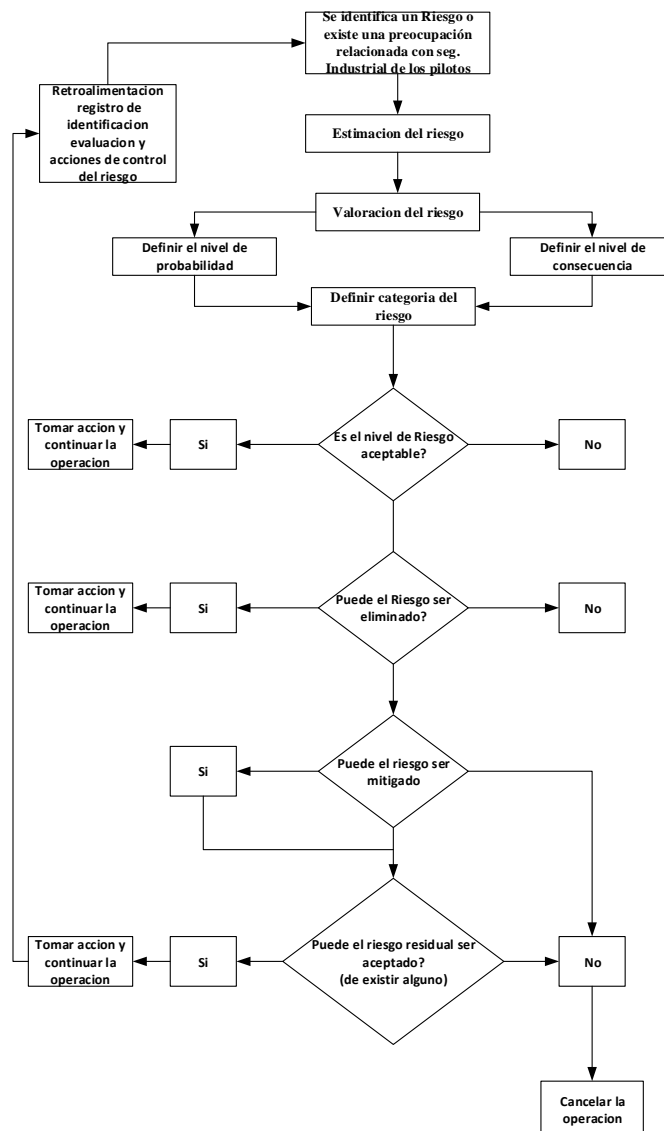 Se identifica un Riesgo o
existe una preocupación
relacionada con seg.
Industrial de los pilotos
Retroalimentacion
registro de
identificacion
evaluacion y
acciones de control
del riesgo
Estimacion del riesgo
Valoracion del riesgo
Definir el nivel de
probabilidad
Definir el nivel de
consecuencia
Definir categoria del
riesgo
Tomar accion y
continuar la
operacion
Si
Es el nivel de Riesgo
aceptable?
No
Tomar accion y
continuar la
operacion
Si
Puede el Riesgo ser
eliminado?
No
Si
Puede el riesgo ser
mitigado
Tomar accion y
continuar la
operacion
Si
Puede el riesgo residual ser
aceptado?
(de existir alguno)
No
Cancelar la
operacion